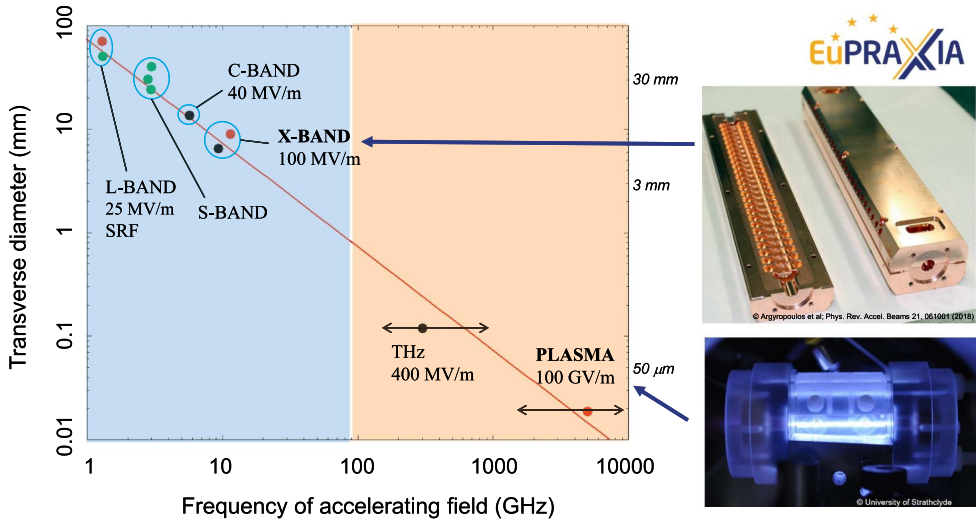 EuPRAXIA
100
10
1
0.1
0.01
Transverse diameter (mm)
C-BAND
40 MV/m
X-BAND
100 MV/m
L-BAND
25 MV/m
SRF
S-BAND
THz
400 MV/m
PLASMA
100 GV/m
30 mm
3 mm
50 μm
1
10
100
1000
10000
Frequency of accelerating field (GHz)
© Argyropoulos et al; Phys. Rev. Accel. Beams 21, 061001 (2018)
© University of Strathclyde